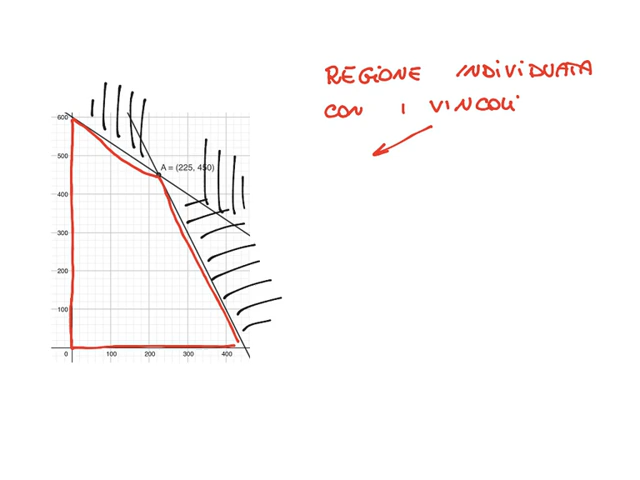 REGIONE INDIVIDUATA
CON I VINCOLI
600
A = (225, 450)
500
400
300
200
100
0 100 200 300 400